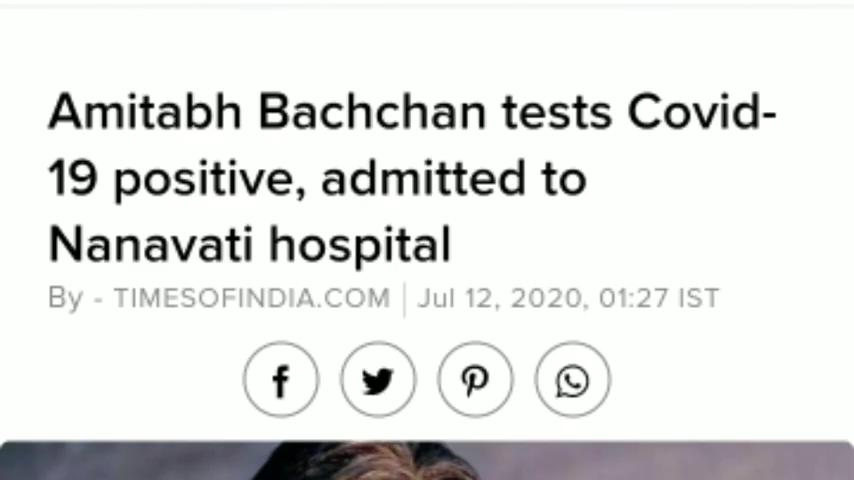 Amitabh Bachchan tests Covid-
19 positive, admitted to
Nanavati hospital
By - TIMESOFINDIA.COM | Jul 12, 2020, 01:27 IST